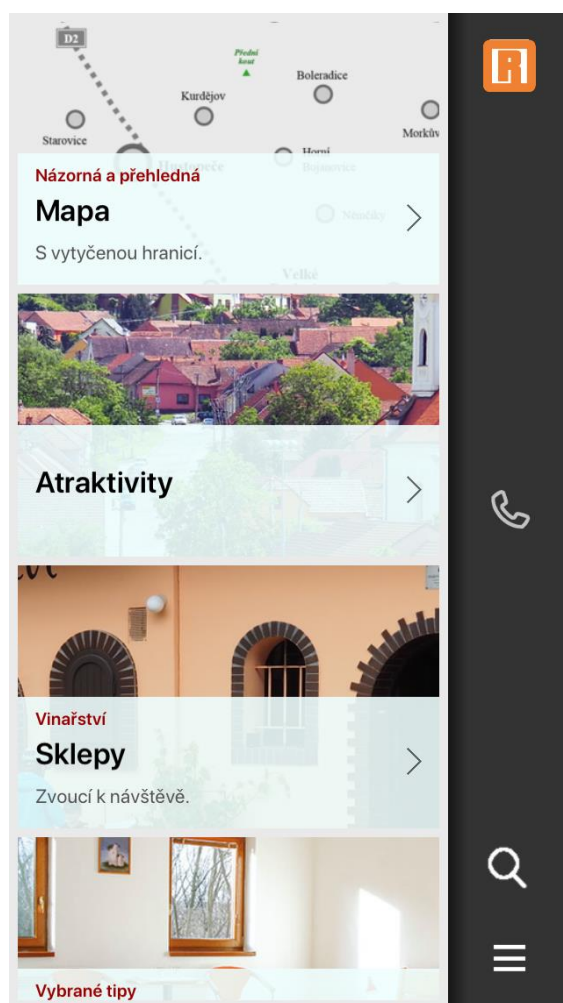 D2
Přední
kout
Boleradice
Kurdějov
Starovice
Morkův
Hustopeče
Horní
Bojanovice
Němčičky
Velké
Názorná a přehledná
Mapa
S vytyčenou hranicí.
Atraktivity
Vinařství
Sklepy
Zvoucí k návštěvě.
Vybrané tipy